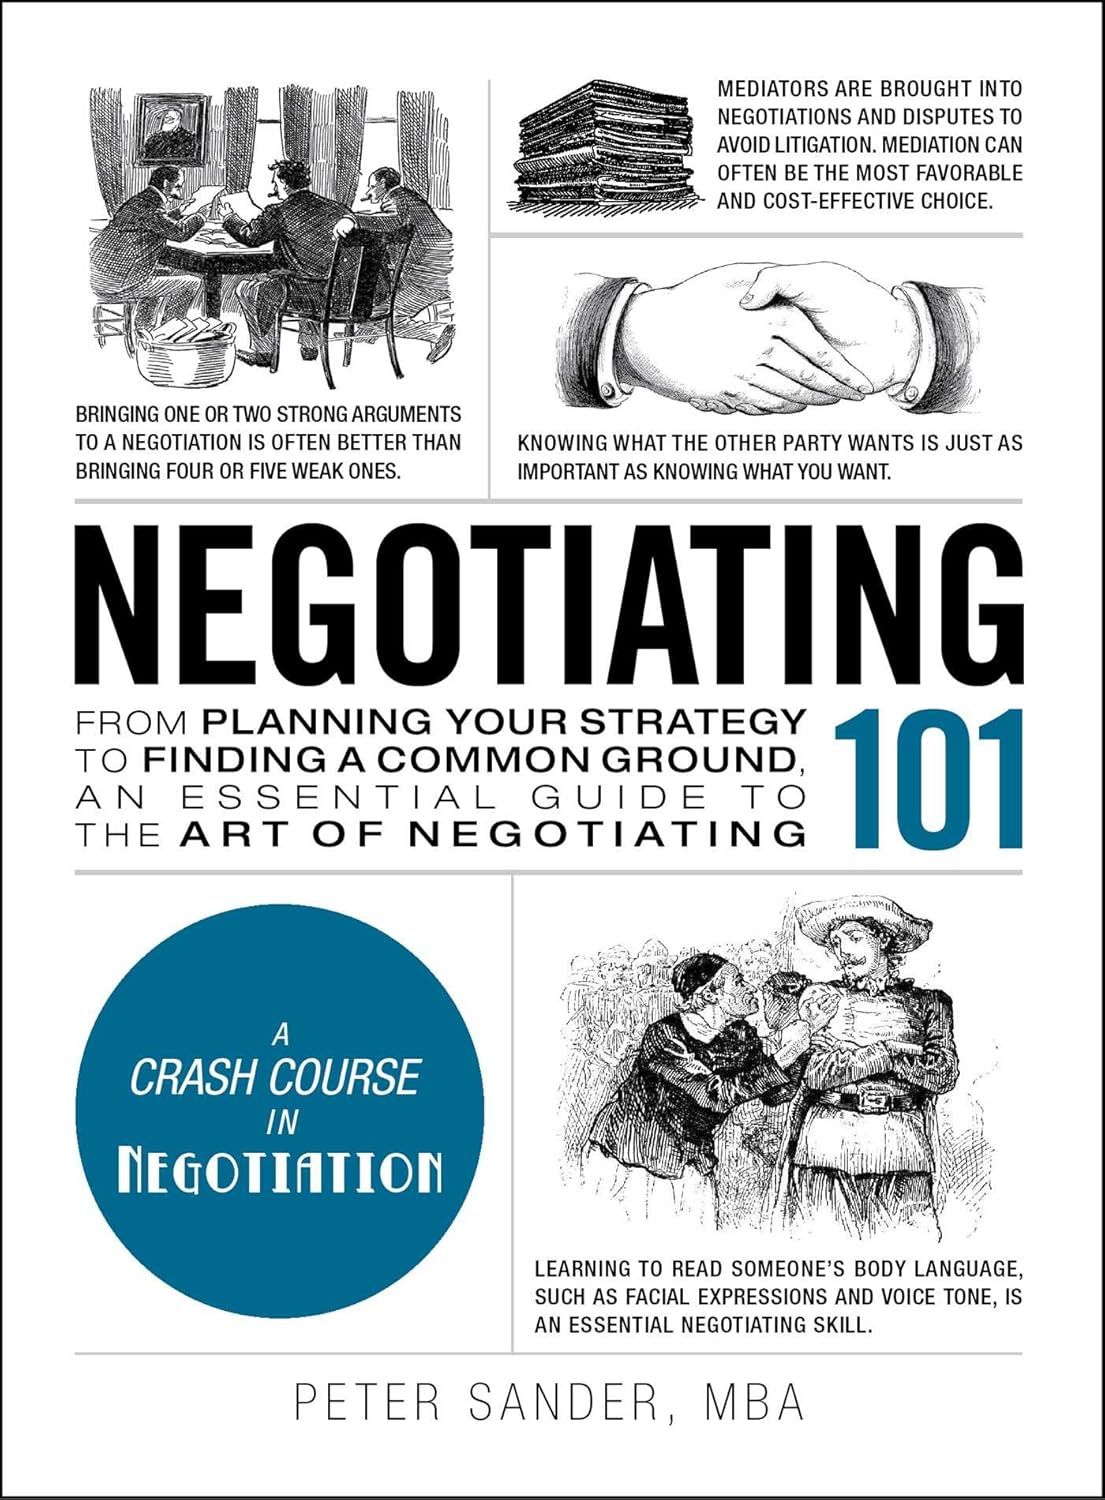 MEDIATORS ARE BROUGHT INTO
NEGOTIATIONS AND DISPUTES TO
AVOID LITIGATION. MEDIATION CAN
OFTEN BE THE MOST FAVORABLE
AND COST-EFFECTIVE CHOICE.
BRINGING ONE OR TWO STRONG ARGUMENTS
TO A NEGOTIATION IS OFTEN BETTER THAN
BRINGING FOUR OR FIVE WEAK ONES.
KNOWING WHAT THE OTHER PARTY WANTS IS JUST AS
IMPORTANT AS KNOWING WHAT YOU WANT.
NEGOTIATING
101
FROM PLANNING YOUR STRATEGY
TO FINDING A COMMON GROUND,
AN ESSENTIAL GUIDE TO
THE ART OF NEGOTIATING
A
CRASH COURSE
IN
NEGOTIATION
LEARNING TO READ SOMEONE'S BODY LANGUAGE,
SUCH AS FACIAL EXPRESSIONS AND VOICE TONE, IS
AN ESSENTIAL NEGOTIATING SKILL.
PETER SANDER, MBA